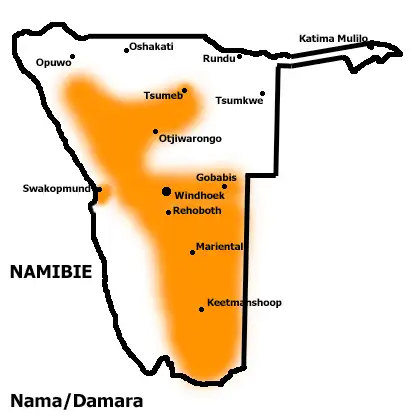 Katima Mulilo
Oshakati
Opuwo
Rundu
Tsumeb
Tsumkwe
Otjiwarongo
Gobabis
Swakopmund
Windhoek
Rehoboth
Mariental
NAMIBIE
Keetmanshoop
Nama/Damara